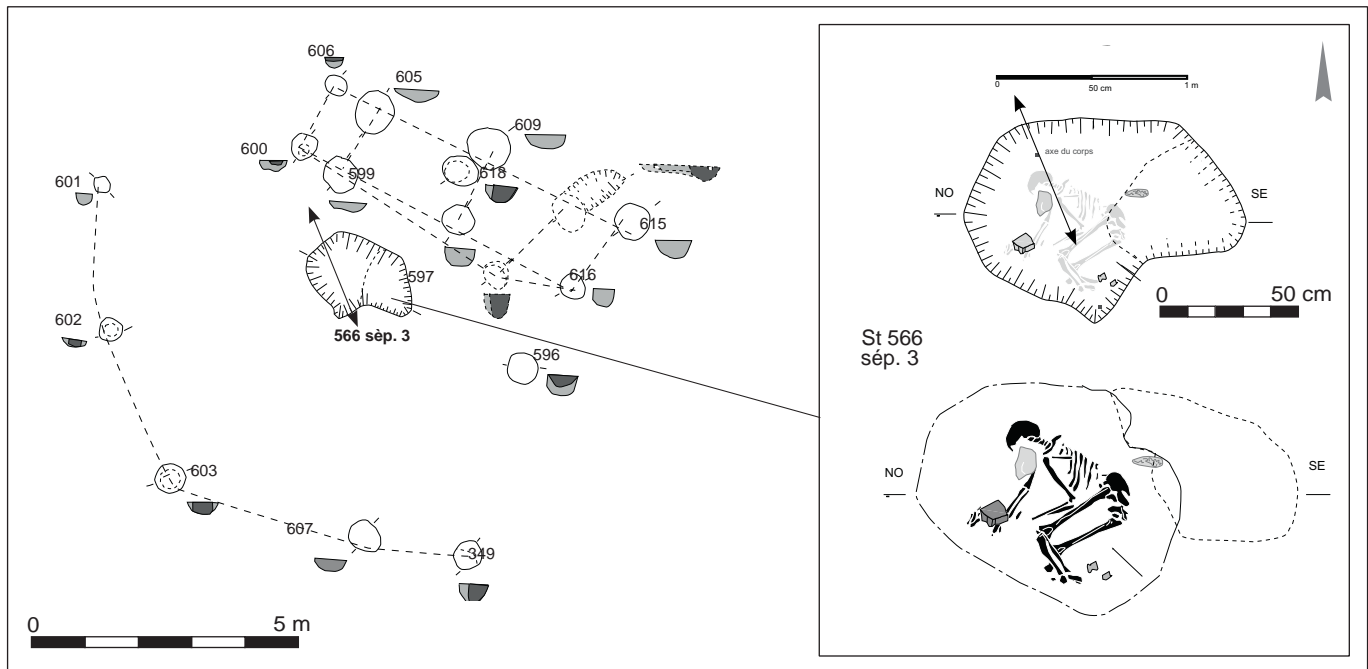 606
605
609
600
599
618
601
615
597
616
566 sèp. 3
602
596
603
607
349
0 5 m
0 50 cm 1 m
axe du corps
NO SE
0 50 cm
St 566
sép. 3
NO SE